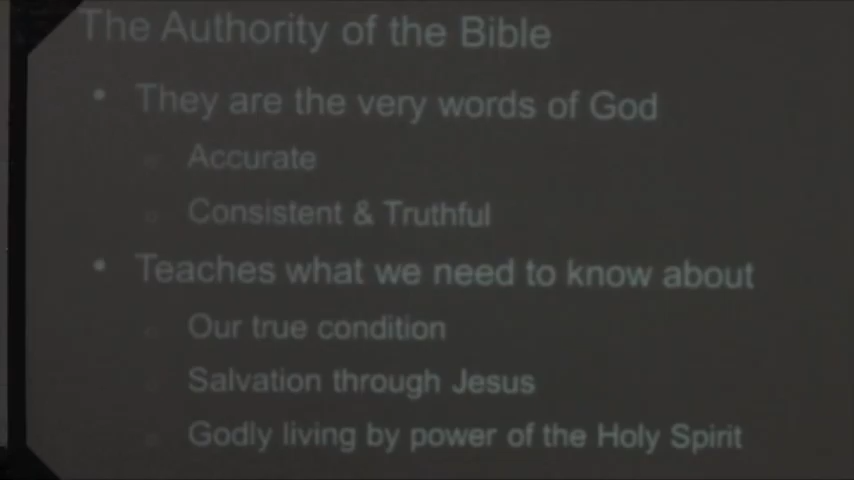 The Authority of the Bible
• They are the very words of God
Accurate
Consistent & Truthful
• Teaches what we need to know about
Our true condition
Salvation through Jesus
Godly living by power of the Holy Spirit